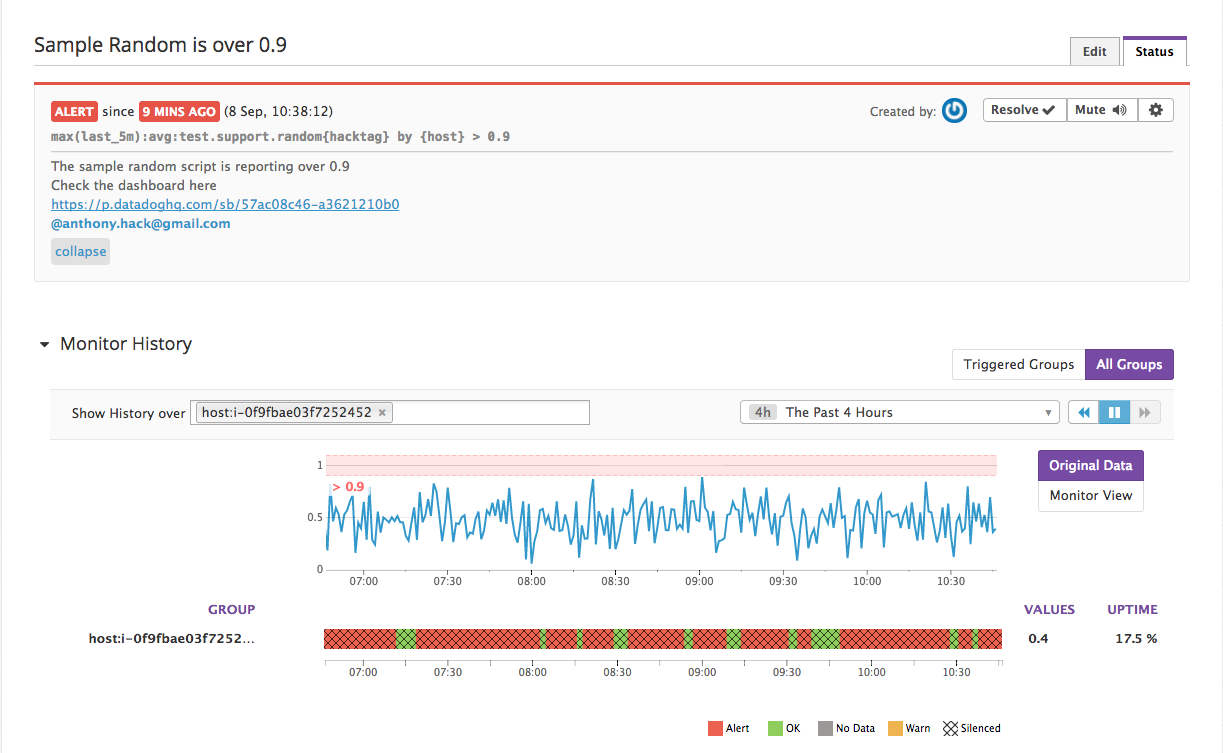 Sample Random is over 0.9
Edit Status
ALERT since 9 MINS AGO (8 Sep, 10:38:12)
Created by: Resolve Mute
max(last_5m):avg:test.support.random{hacktag} by {host} > 0.9
The sample random script is reporting over 0.9
Check the dashboard here
https://p.datadoghq.com/sb/57ac08c46-a3621210b0
@anthony.hack@gmail.com
collapse
Monitor History
Triggered Groups All Groups
Show History over host:i-0f9fbae03f7252452 × 4h The Past 4 Hours
1
> 0.9
0.5
0
07:00 07:30 08:00 08:30 09:00 09:30 10:00 10:30
Original Data
Monitor View
GROUP VALUES UPTIME
host:i-0f9fbae03f7252... 0.4 17.5 %
07:00 07:30 08:00 08:30 09:00 09:30 10:00 10:30
Alert OK No Data Warn Silenced